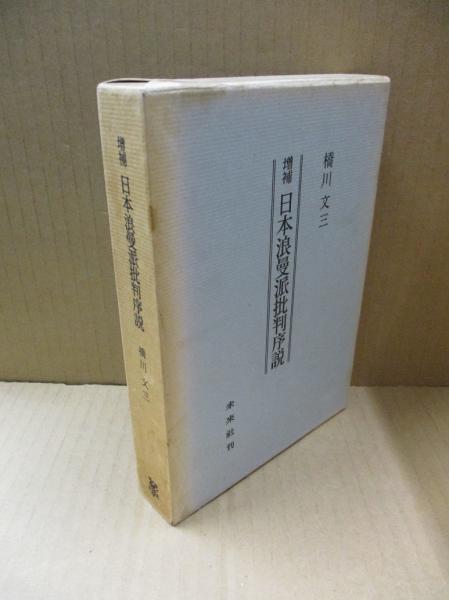 橋川文三
増補 日本浪曼派批判序説
未来社刊
増補 日本浪曼派批判序説 橋川文三